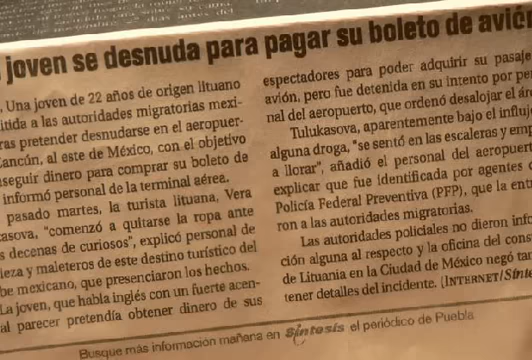 joven se desnuda para pagar su boleto de avió
Una joven de 22 años de origen lituano
itida a las autoridades migratorias mexi-
ras pretender desnudarse en el aeropuer-
Cancún, al este de México, con el objetivo
nseguir dinero para comprar su boleto de
informó personal de la terminal aérea.
pasado martes, la turista lituana, Vera
asova, "comenzó a quitarse la ropa ante
s decenas de curiosos", explicó personal de
ieza y maleteros de este destino turístico del
be mexicano, que presenciaron los hechos.
La joven, que habla inglés con un fuerte acen-
al parecer pretendía obtener dinero de sus
espectadores para poder adquirir su pasaje
avión, pero fue detenida en su intento por pe
nal del aeropuerto, que ordenó desalojar el áre
Tulukasova, aparentemente bajo el influj
alguna droga, "se sentó en las escaleras y emp
a llorar", añadió el personal del aeropuert
explicar que fue identificada por agentes d
Policía Federal Preventiva (PFP), que la en
ron a las autoridades migratorias.
Las autoridades policiales no dieron info
ción alguna al respecto y la oficina del cons
de Lituania en la Ciudad de México negó tan
tener detalles del incidente. (INTERNET/Sínt
Busque más información mañana en Síntesis el periódico de Puebla